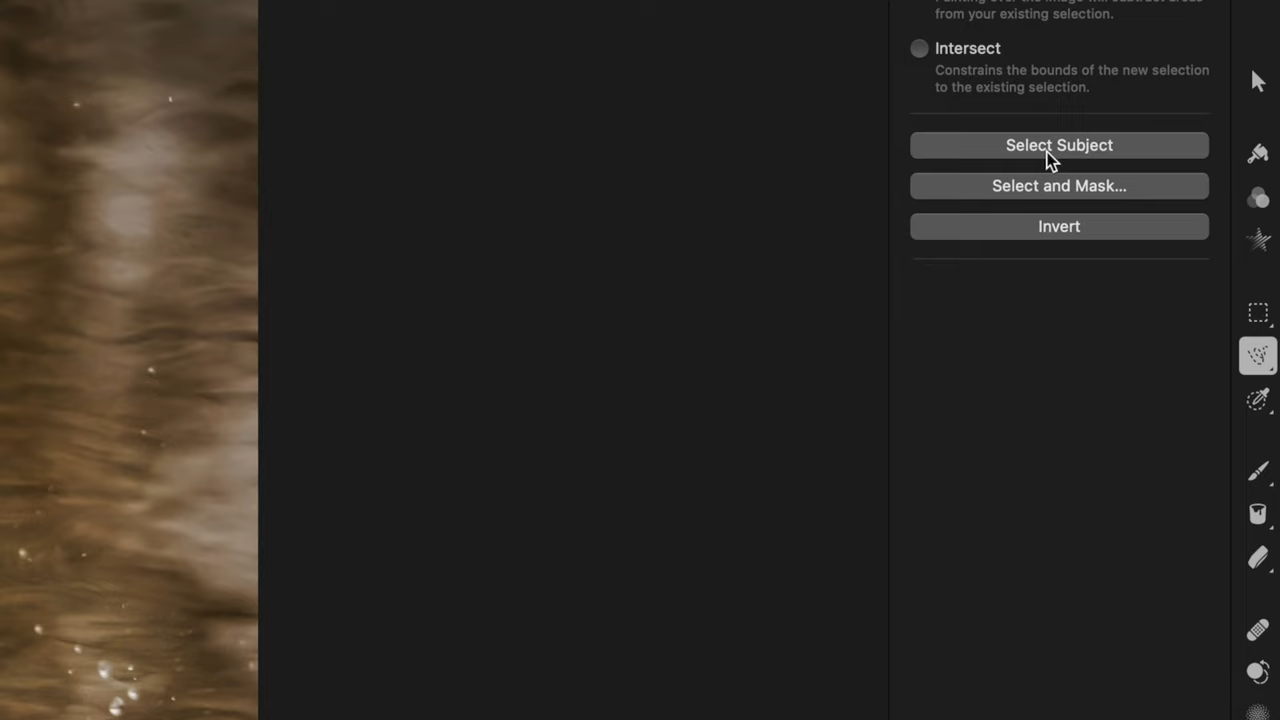 from your existing selection.
Intersect
Constrains the bounds of the new selection
to the existing selection.
Select Subject
Select and Mask...
Invert